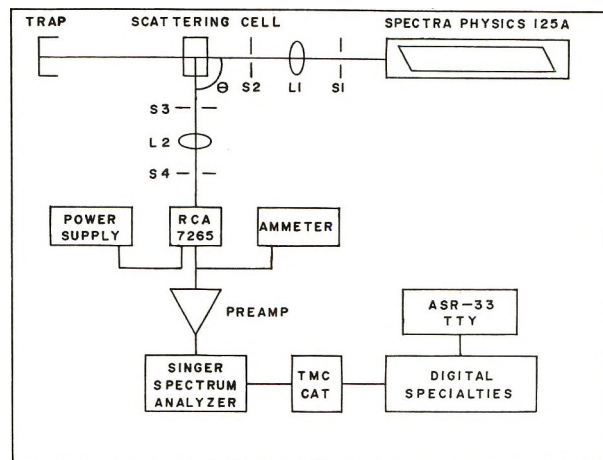 TRAP
SCATTERING CELL
SPECTRA PHYSICS 125A
θ
S2
L1
S1
S3
L2
S4
POWER
SUPPLY
RCA
7265
AMMETER
PREAMP
ASR-33
TTY
SINGER
SPECTRUM
ANALYZER
TMC
CAT
DIGITAL
SPECIALTIES